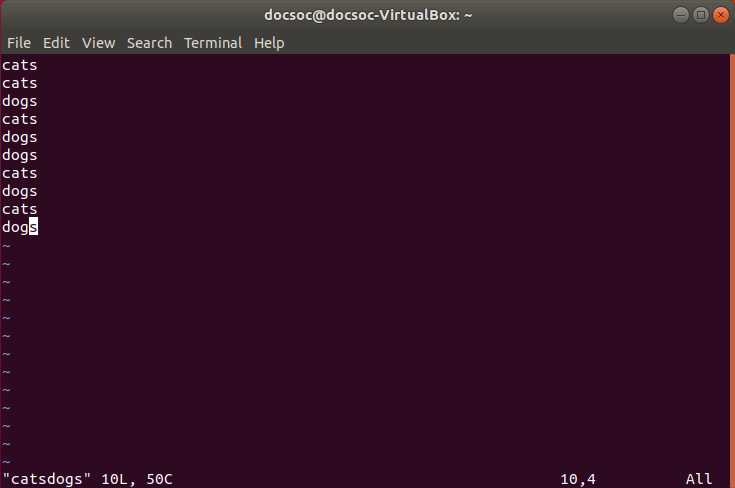 docsoc@docsoc-VirtualBox: ~
File Edit View Search Terminal Help
cats
cats
dogs
cats
dogs
dogs
cats
dogs
cats
dogs
~
~
~
~
~
~
~
~
~
~
~
~
~
"catsdogs" 10L, 50C 10,4 All